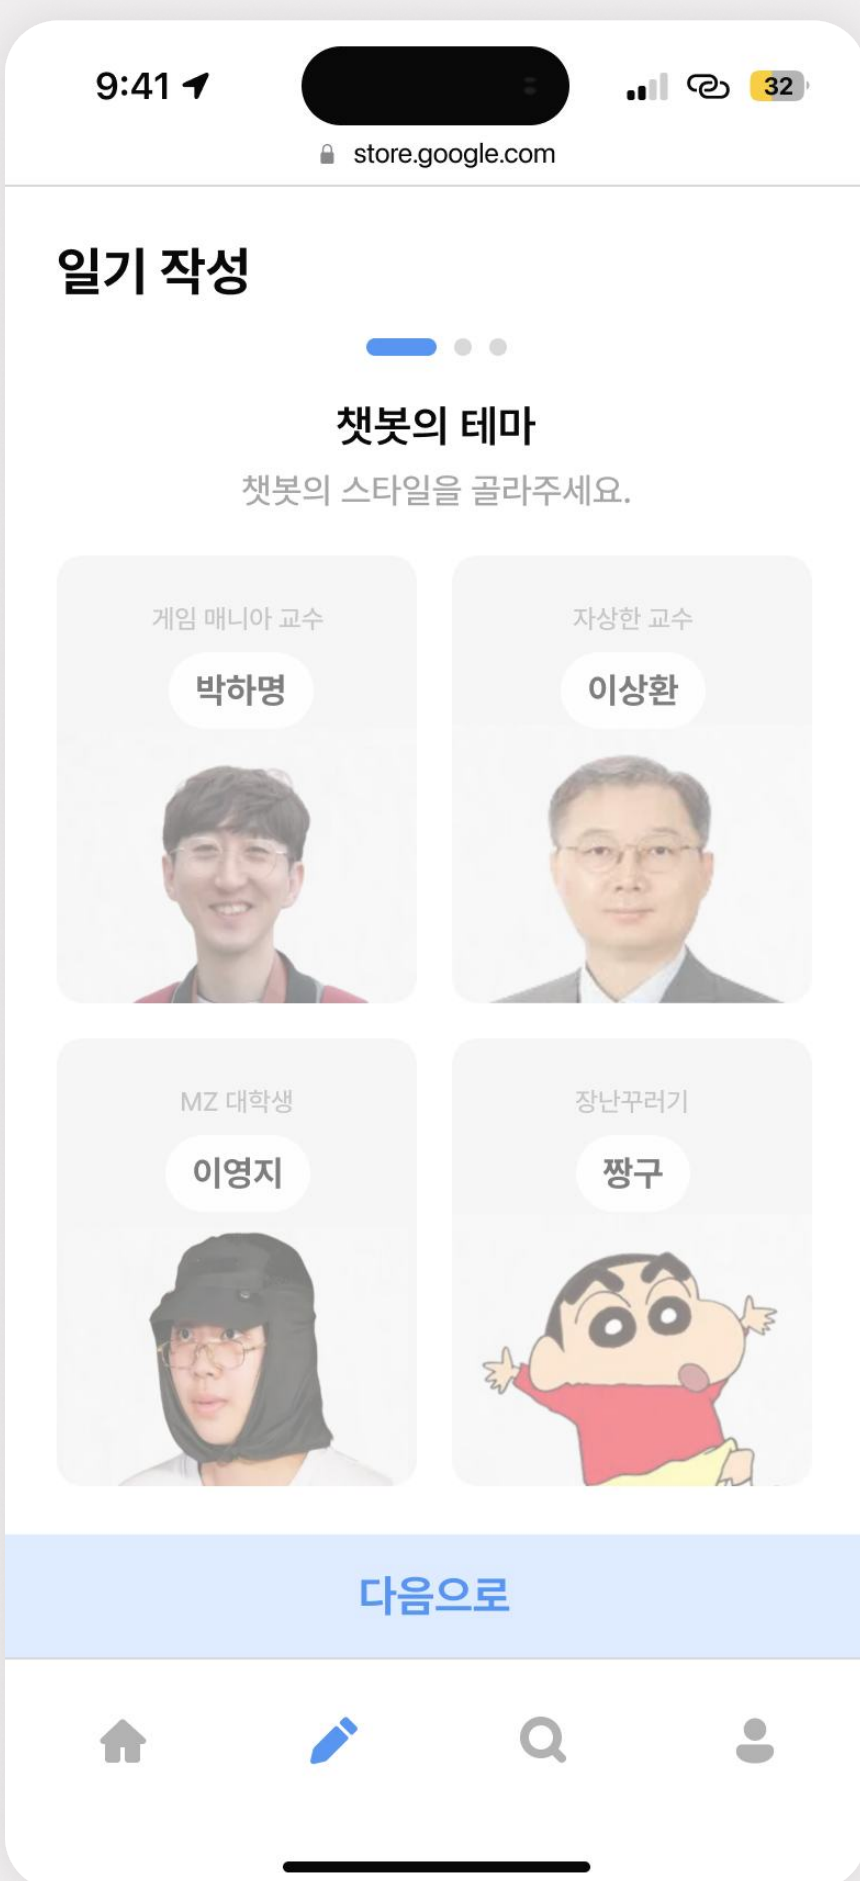 9:41
32
store.google.com
일기 작성
챗봇의 테마
챗봇의 스타일을 골라주세요.
게임 매니아 교수
박하명
자상한 교수
이상환
MZ 대학생
이영지
장난꾸러기
짱구
다음으로